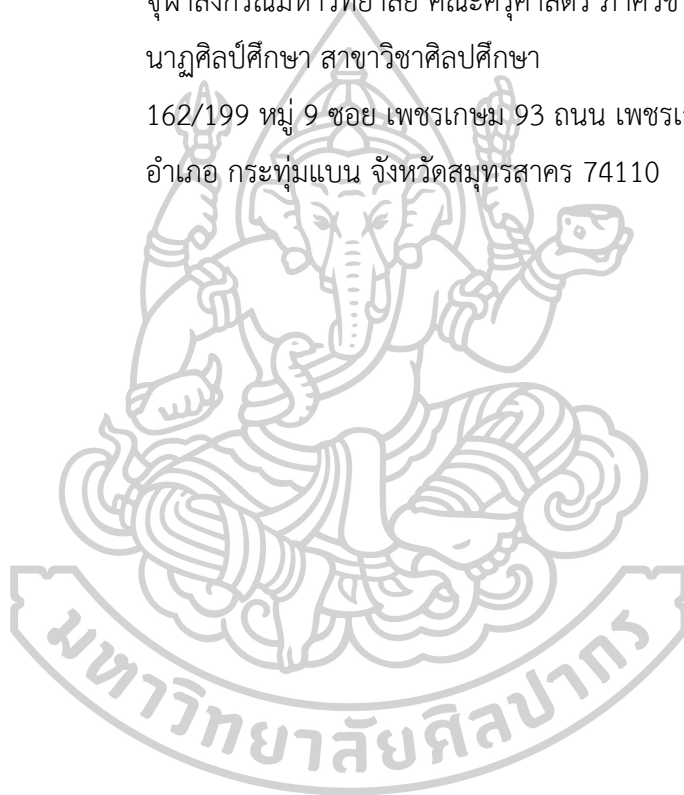 จุฬาลงกรณ์มหาวิทยาลัย คณะครุศาสตร์
นาฏศิลป์ศึกษา สาขาวิชาศิลปศึกษา
162/199 หมู่ 9 ซอย เพชรเกษม 93 ถนน
อำเภอ กระทุ่มแบน จังหวัดสมุทรสาคร 74110
มหาวิทยาลัยศิลปากร